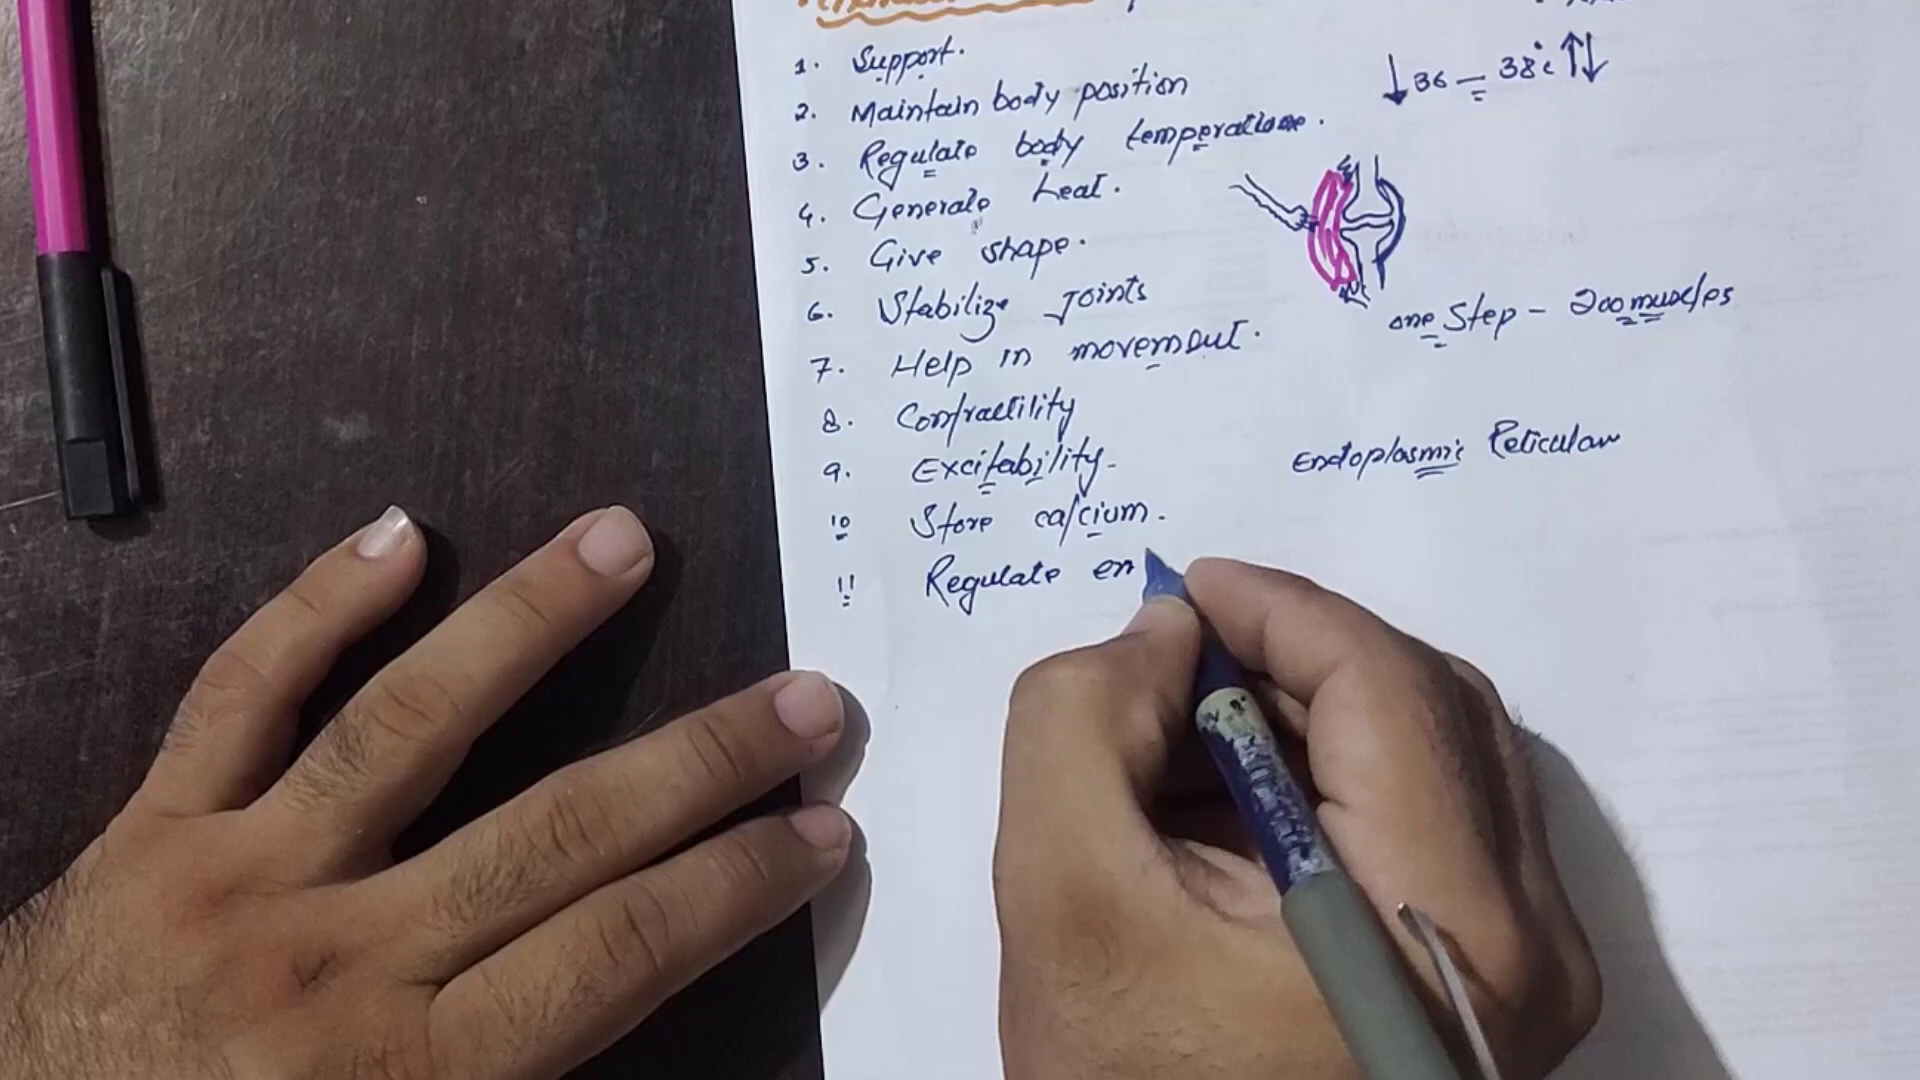 1. Support.
2. Maintain body position
↓ 36 – 38°c ↑↓
3. Regulate body temperature.
4. Generate heat.
5. Give shape.
6. Stabilize joints
one Step – 200 muscles
7. Help in movement.
8. Contractility
9. Excitability.
Endoplasmic Reticulum
10 Store calcium.
11 Regulate en